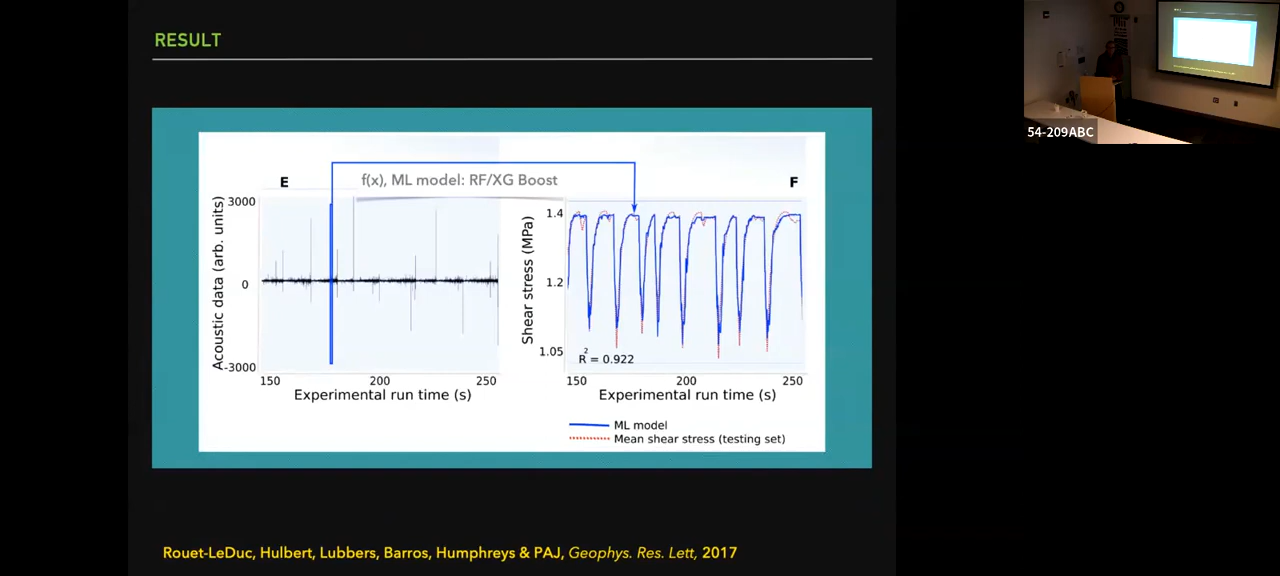 RESULT
E
f(x), ML model: RF/XG Boost
F
Acoustic data (arb. units)
3000
0
-3000
150
200
250
Experimental run time (s)
Shear stress (MPa)
1.4
1.2
1.05
R² = 0.922
150
200
250
Experimental run time (s)
ML model
Mean shear stress (testing set)
Rouet-LeDuc, Hulbert, Lubbers, Barros, Humphreys & PAJ, Geophys. Res. Lett, 2017
54-209ABC